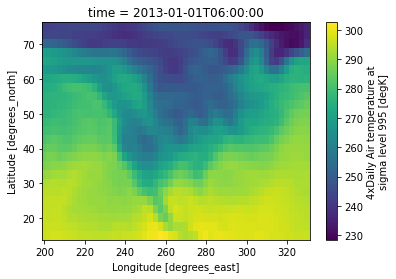 time = 2013-01-01T06:00:00
70
60
50
40
30
20
Latitude [degrees_north]
200 220 240 260 280 300 320
Longitude [degrees_east]
300
290
280
270
260
250
240
230
4xDaily Air temperature at
sigma level 995 [degK]